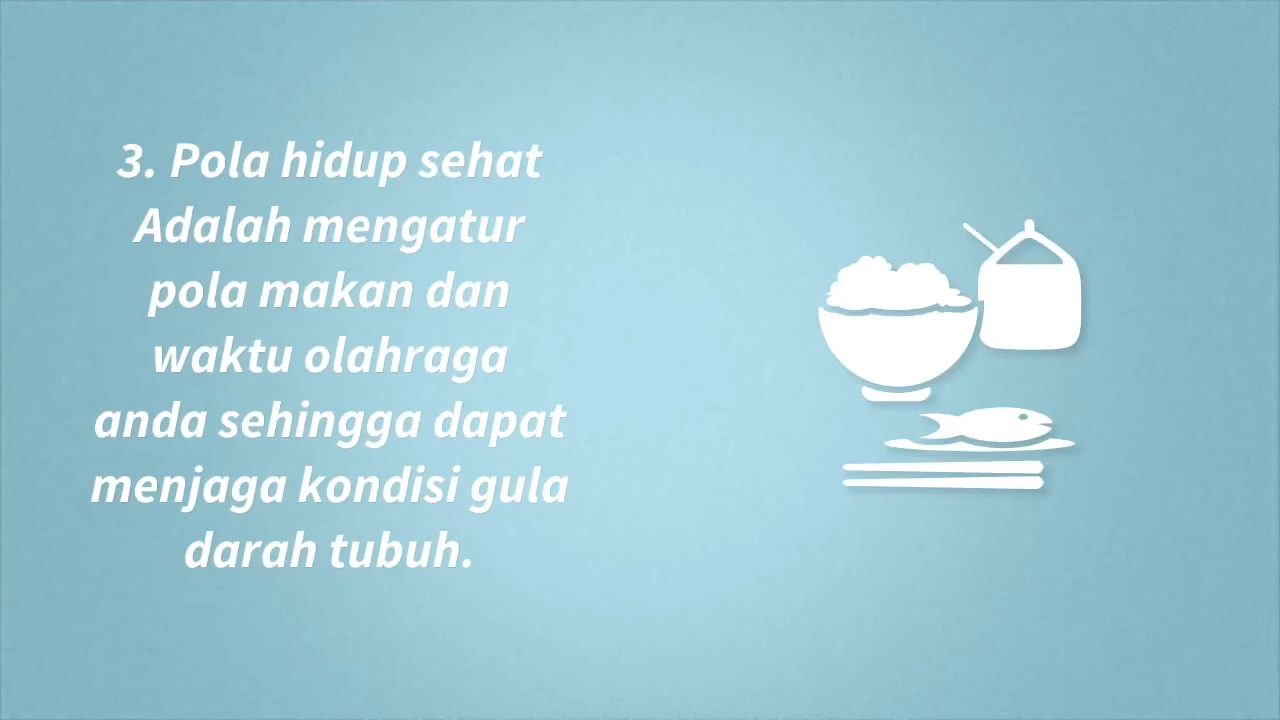 3. Pola hidup sehat
Adalah mengatur
pola makan dan
waktu olahraga
anda sehingga dapat
menjaga kondisi gula
darah tubuh.